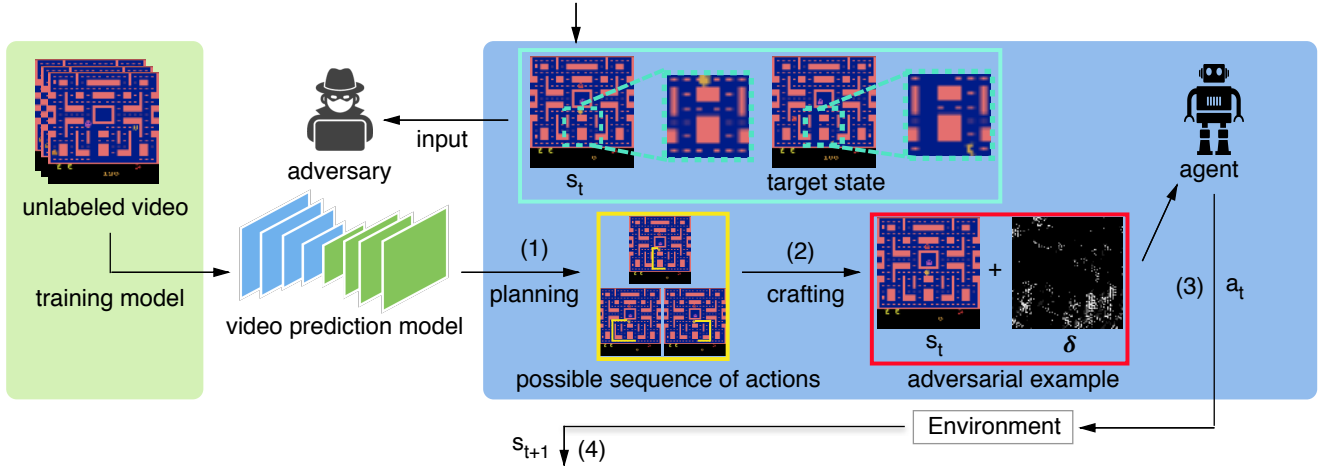 input
adversary
s_t
target state
agent
unlabeled video
training model
video prediction model
(1)
planning
(2)
crafting
+
s_t
δ
(3)
a_t
possible sequence of actions
adversarial example
Environment
s_{t+1}
(4)